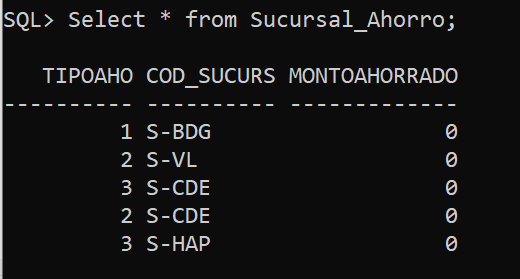 SQL> Select * from Sucursal_Ahorro;
TIPOAHO COD_SUCURS MONTOAHORRADO
---------- ---------- -------------
1 S-BDG 0
2 S-VL 0
3 S-CDE 0
2 S-CDE 0
3 S-HAP 0